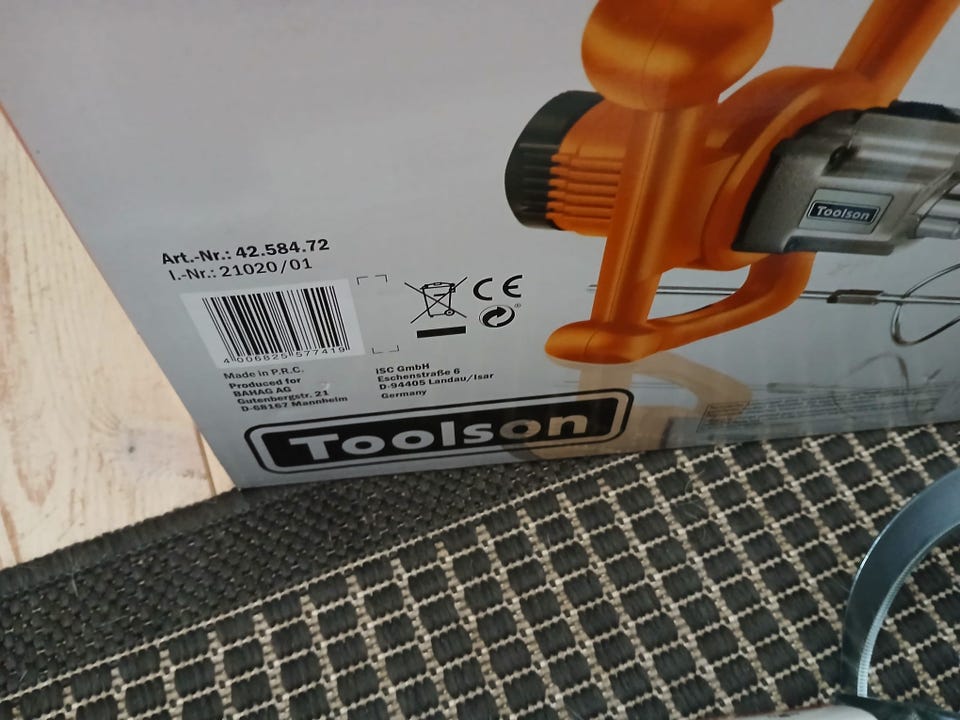 Toolson
Art.-Nr.: 42.584.72
I.-Nr.: 21020/01
CE
4 006825 577419
Made in P.R.C.
Produced for
BAHAG AG
Gutenbergstr. 21
D-68167 Mannheim
iSC GmbH
Eschenstraße 6
D-94405 Landau/Isar
Germany
Toolson